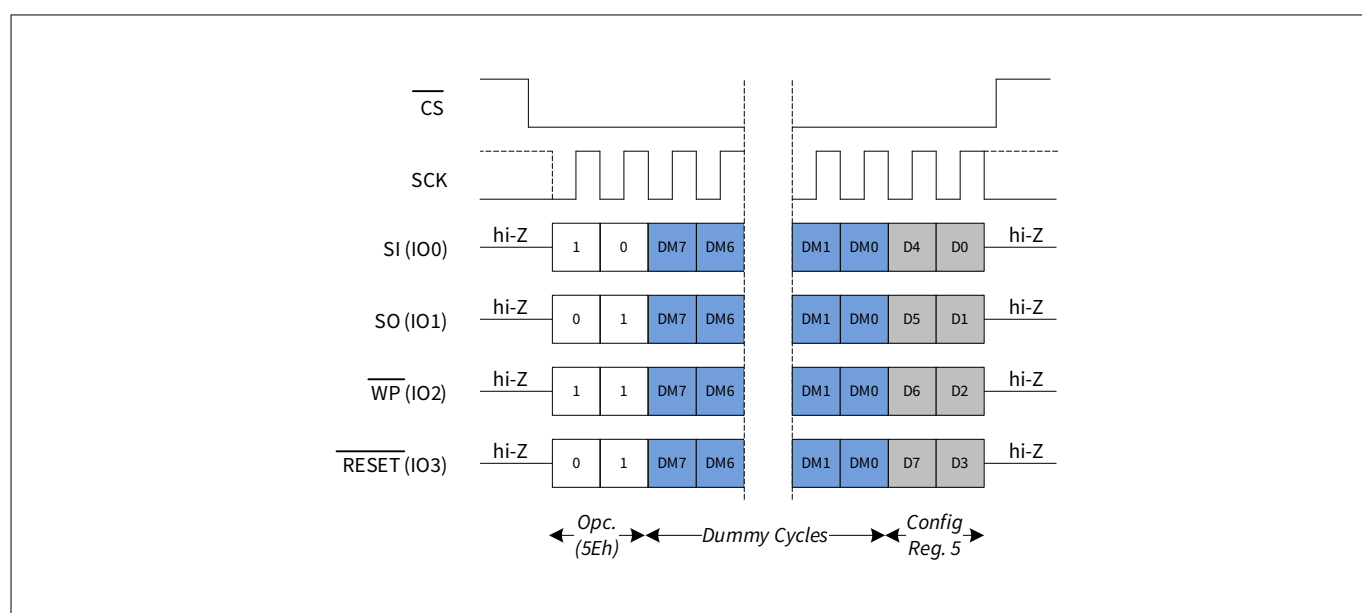 CS
SCK
SI (IO0) hi-Z 1 0 DM7 DM6 DM1 DM0 D4 D0 hi-Z
SO (IO1) hi-Z 0 1 DM7 DM6 DM1 DM0 D5 D1 hi-Z
WP (IO2) hi-Z 1 1 DM7 DM6 DM1 DM0 D6 D2 hi-Z
RESET (IO3) hi-Z 0 1 DM7 DM6 DM1 DM0 D7 D3 hi-Z
Opc. Dummy Cycles Config
(5Eh) Reg. 5